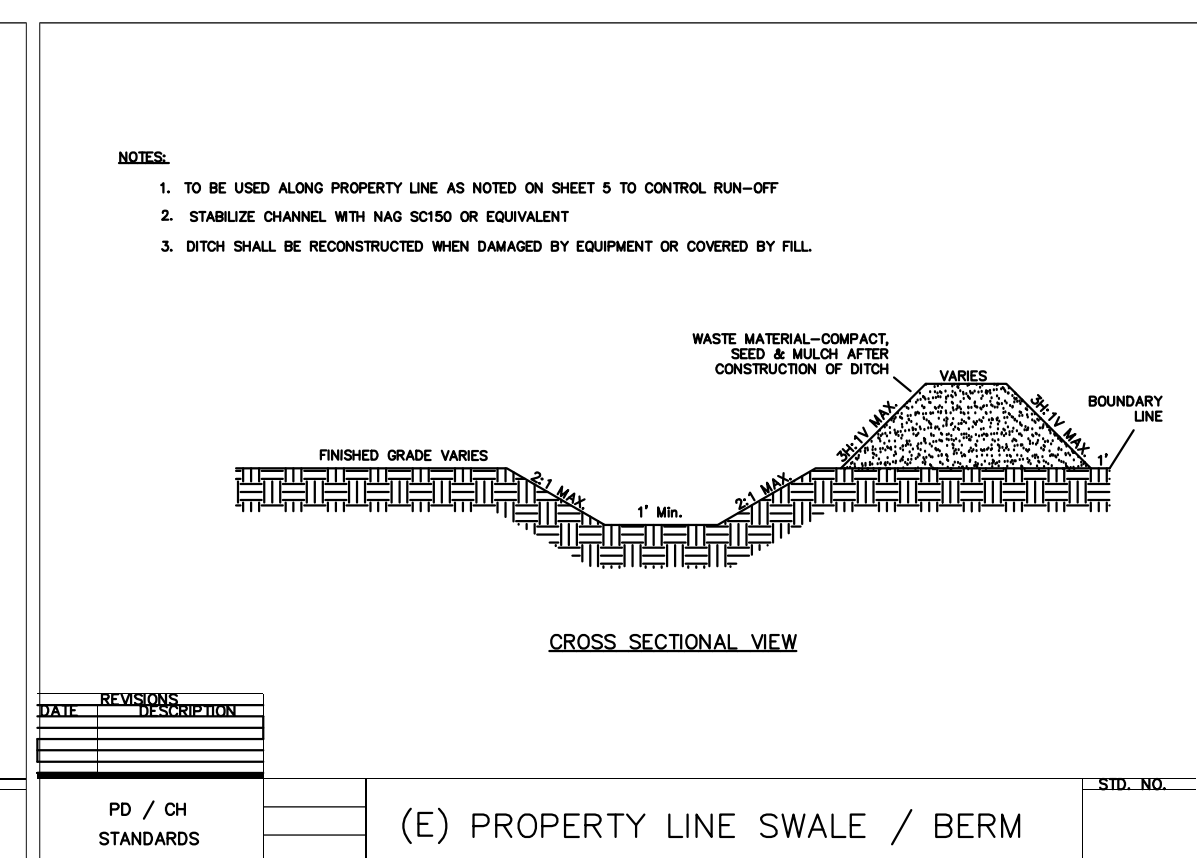 NOTES:
1. TO BE USED ALONG PROPERTY LINE AS NOTED ON SHEET 5 TO CONTROL RUN-OFF
2. STABILIZE CHANNEL WITH NAG SC150 OR EQUIVALENT
3. DITCH SHALL BE RECONSTRUCTED WHEN DAMAGED BY EQUIPMENT OR COVERED BY FILL.
WASTE MATERIAL-COMPACT,
SEED & MULCH AFTER
CONSTRUCTION OF DITCH
VARIES
3H:1V MAX.
3H:1V MAX.
BOUNDARY
LINE
1'
FINISHED GRADE VARIES
2:1 MAX.
1' Min.
2:1 MAX.
CROSS SECTIONAL VIEW
REVISIONS
DATE DESCRIPTION
PD / CH
STANDARDS
(E) PROPERTY LINE SWALE / BERM
STD. NO.